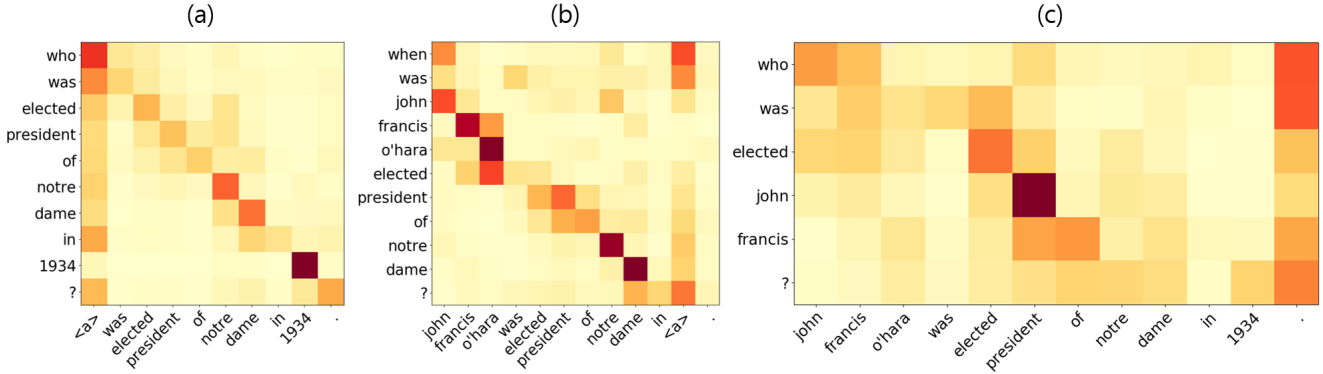 (a)
who
was
elected
president
of
notre
dame
in
1934
?
<a> was elected president of notre dame in 1934 .
(b)
when
was
john
francis
o'hara
elected
president
of
notre
dame
?
john francis o'hara was elected president of notre dame in <a> .
(c)
who
was
elected
john
francis
?
john francis o'hara was elected president of notre dame in 1934 .